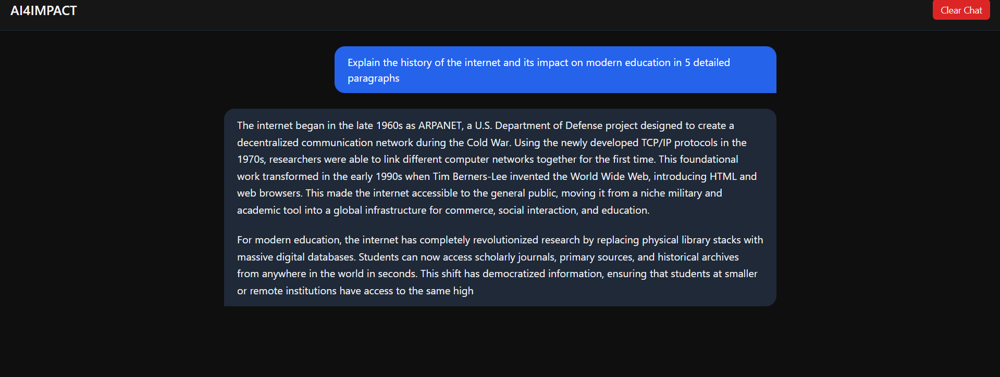 AI4IMPACT
Clear Chat
Explain the history of the internet and its impact on modern education in 5 detailed
paragraphs
The internet began in the late 1960s as ARPANET, a U.S. Department of Defense project designed to create a
decentralized communication network during the Cold War. Using the newly developed TCP/IP protocols in the
1970s, researchers were able to link different computer networks together for the first time. This foundational
work transformed in the early 1990s when Tim Berners-Lee invented the World Wide Web, introducing HTML and
web browsers. This made the internet accessible to the general public, moving it from a niche military and
academic tool into a global infrastructure for commerce, social interaction, and education.
For modern education, the internet has completely revolutionized research by replacing physical library stacks with
massive digital databases. Students can now access scholarly journals, primary sources, and historical archives
from anywhere in the world in seconds. This shift has democratized information, ensuring that students at smaller
or remote institutions have access to the same high